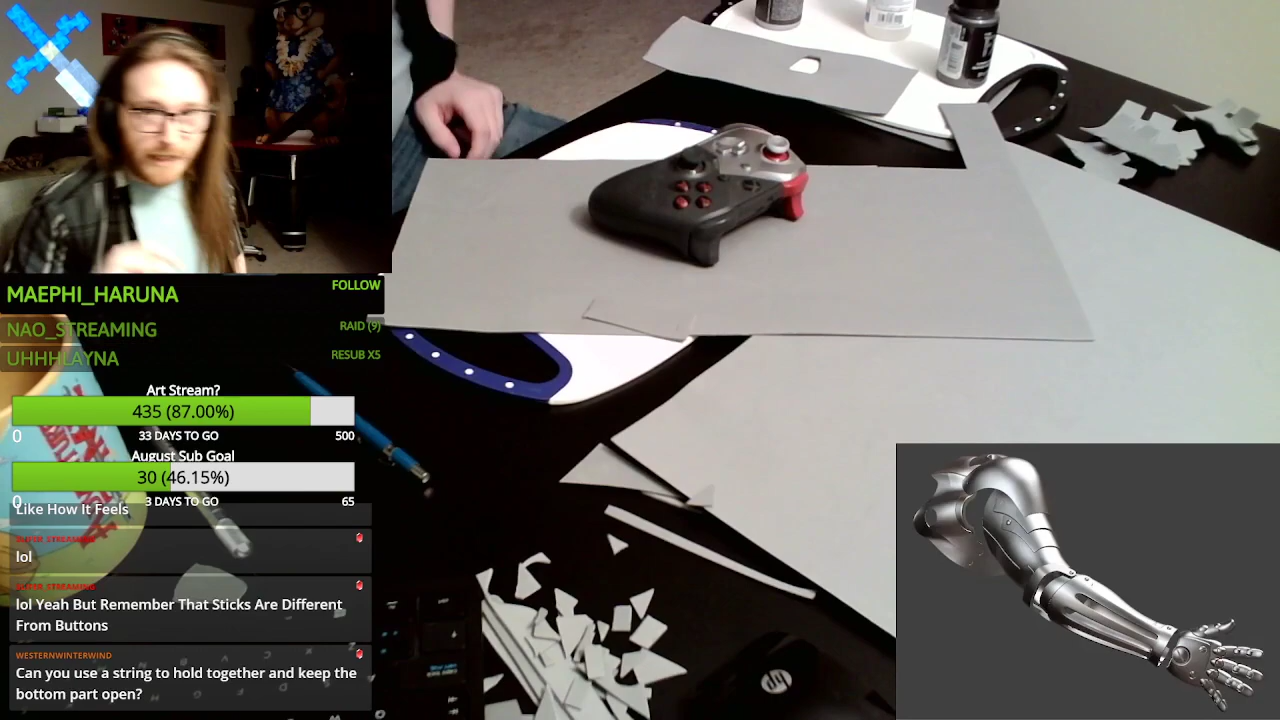 MAEPHI_HARUNA
FOLLOW
NAO_STREAMING
RAID (9)
UHHHLAYNA
RESUB X5
Art Stream?
435 (87.00%)
0
33 DAYS TO GO
500
August Sub Goal
30 (46.15%)
0
3 DAYS TO GO
65
Like How It Feels
lol
lol Yeah But Remember That Sticks Are Different
From Buttons
WESTERNWINTERWIND
Can you use a string to hold together and keep the
bottom part open?
hp